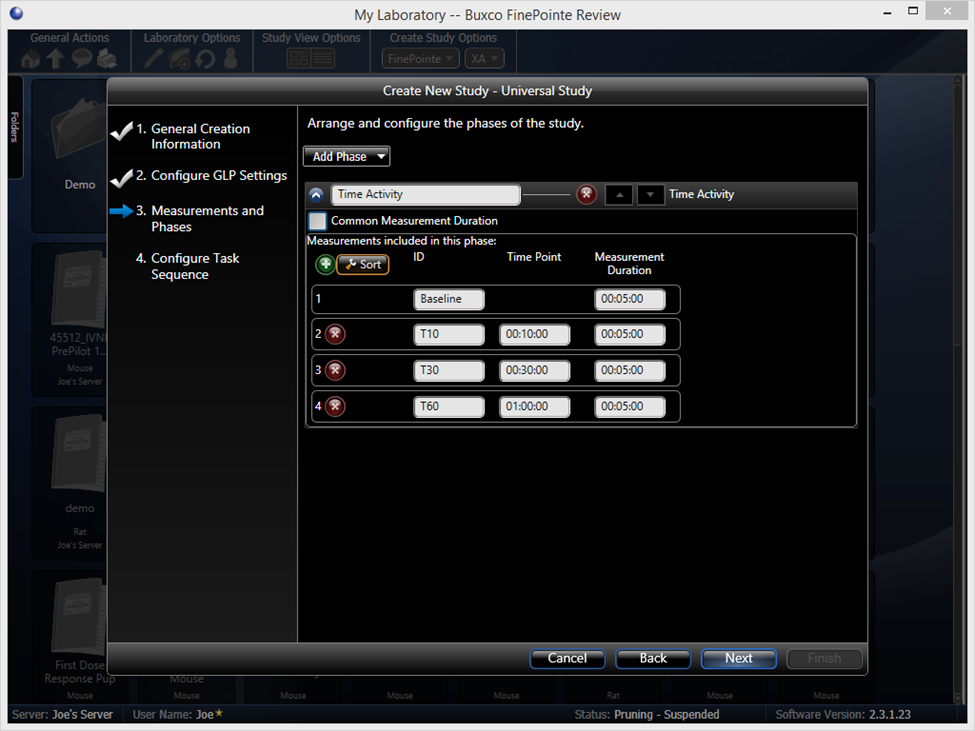 My Laboratory -- Buxco FinePointe Review
General Actions
Laboratory Options
Study View Options
Create Study Options
FinePointe
XA
Folders
Demo
45512_IVNI
PrePilot 1...
Mouse
Joe's Server
demo
Rat
Joe's Server
First Dose
Response Pup
Mouse
Create New Study - Universal Study
1. General Creation
Information
2. Configure GLP Settings
3. Measurements and
Phases
4. Configure Task
Sequence
Arrange and configure the phases of the study.
Add Phase
Time Activity
Time Activity
Common Measurement Duration
Measurements included in this phase:
Sort
ID
Time Point
Measurement
Duration
1 Baseline 00:05:00
2 T10 00:10:00 00:05:00
3 T30 00:30:00 00:05:00
4 T60 01:00:00 00:05:00
Cancel
Back
Next
Finish
Mouse
Mouse
Mouse
Mouse
Mouse
Rat
Mouse
Mouse
Server: Joe's Server
User Name: Joe
Status: Pruning - Suspended
Software Version: 2.3.1.23